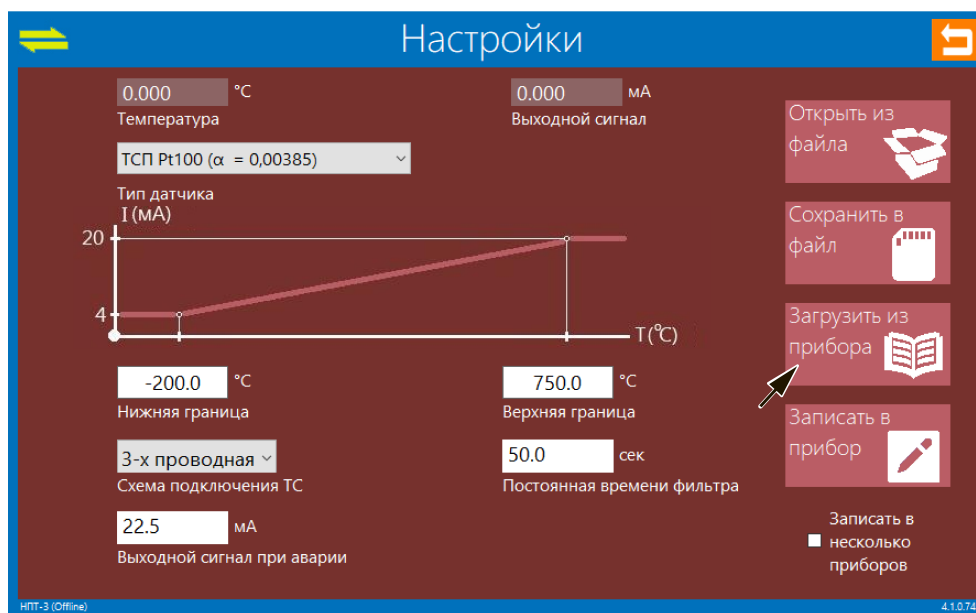 Настройки
0.000 °C
Температура
0.000 мА
Выходной сигнал
ТСП Pt100 (α = 0,00385)
Тип датчика
I (мА)
20
4
T(°C)
-200.0 °C
Нижняя граница
750.0 °C
Верхняя граница
3-х проводная
Схема подключения ТС
50.0 сек
Постоянная времени фильтра
22.5 мА
Выходной сигнал при аварии
Открыть из
файла
Сохранить в
файл
Загрузить из
прибора
Записать в
прибор
Записать в
несколько
приборов
НПТ-3 (Offline)
4.1.0.74